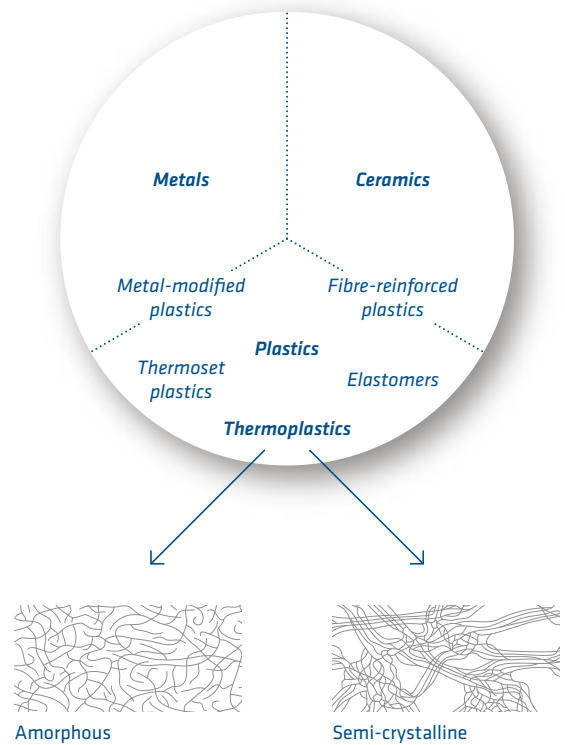 Metals
Ceramics
Metal-modified
plastics
Fibre-reinforced
plastics
Plastics
Thermoset
plastics
Elastomers
Thermoplastics
Amorphous
Semi-crystalline